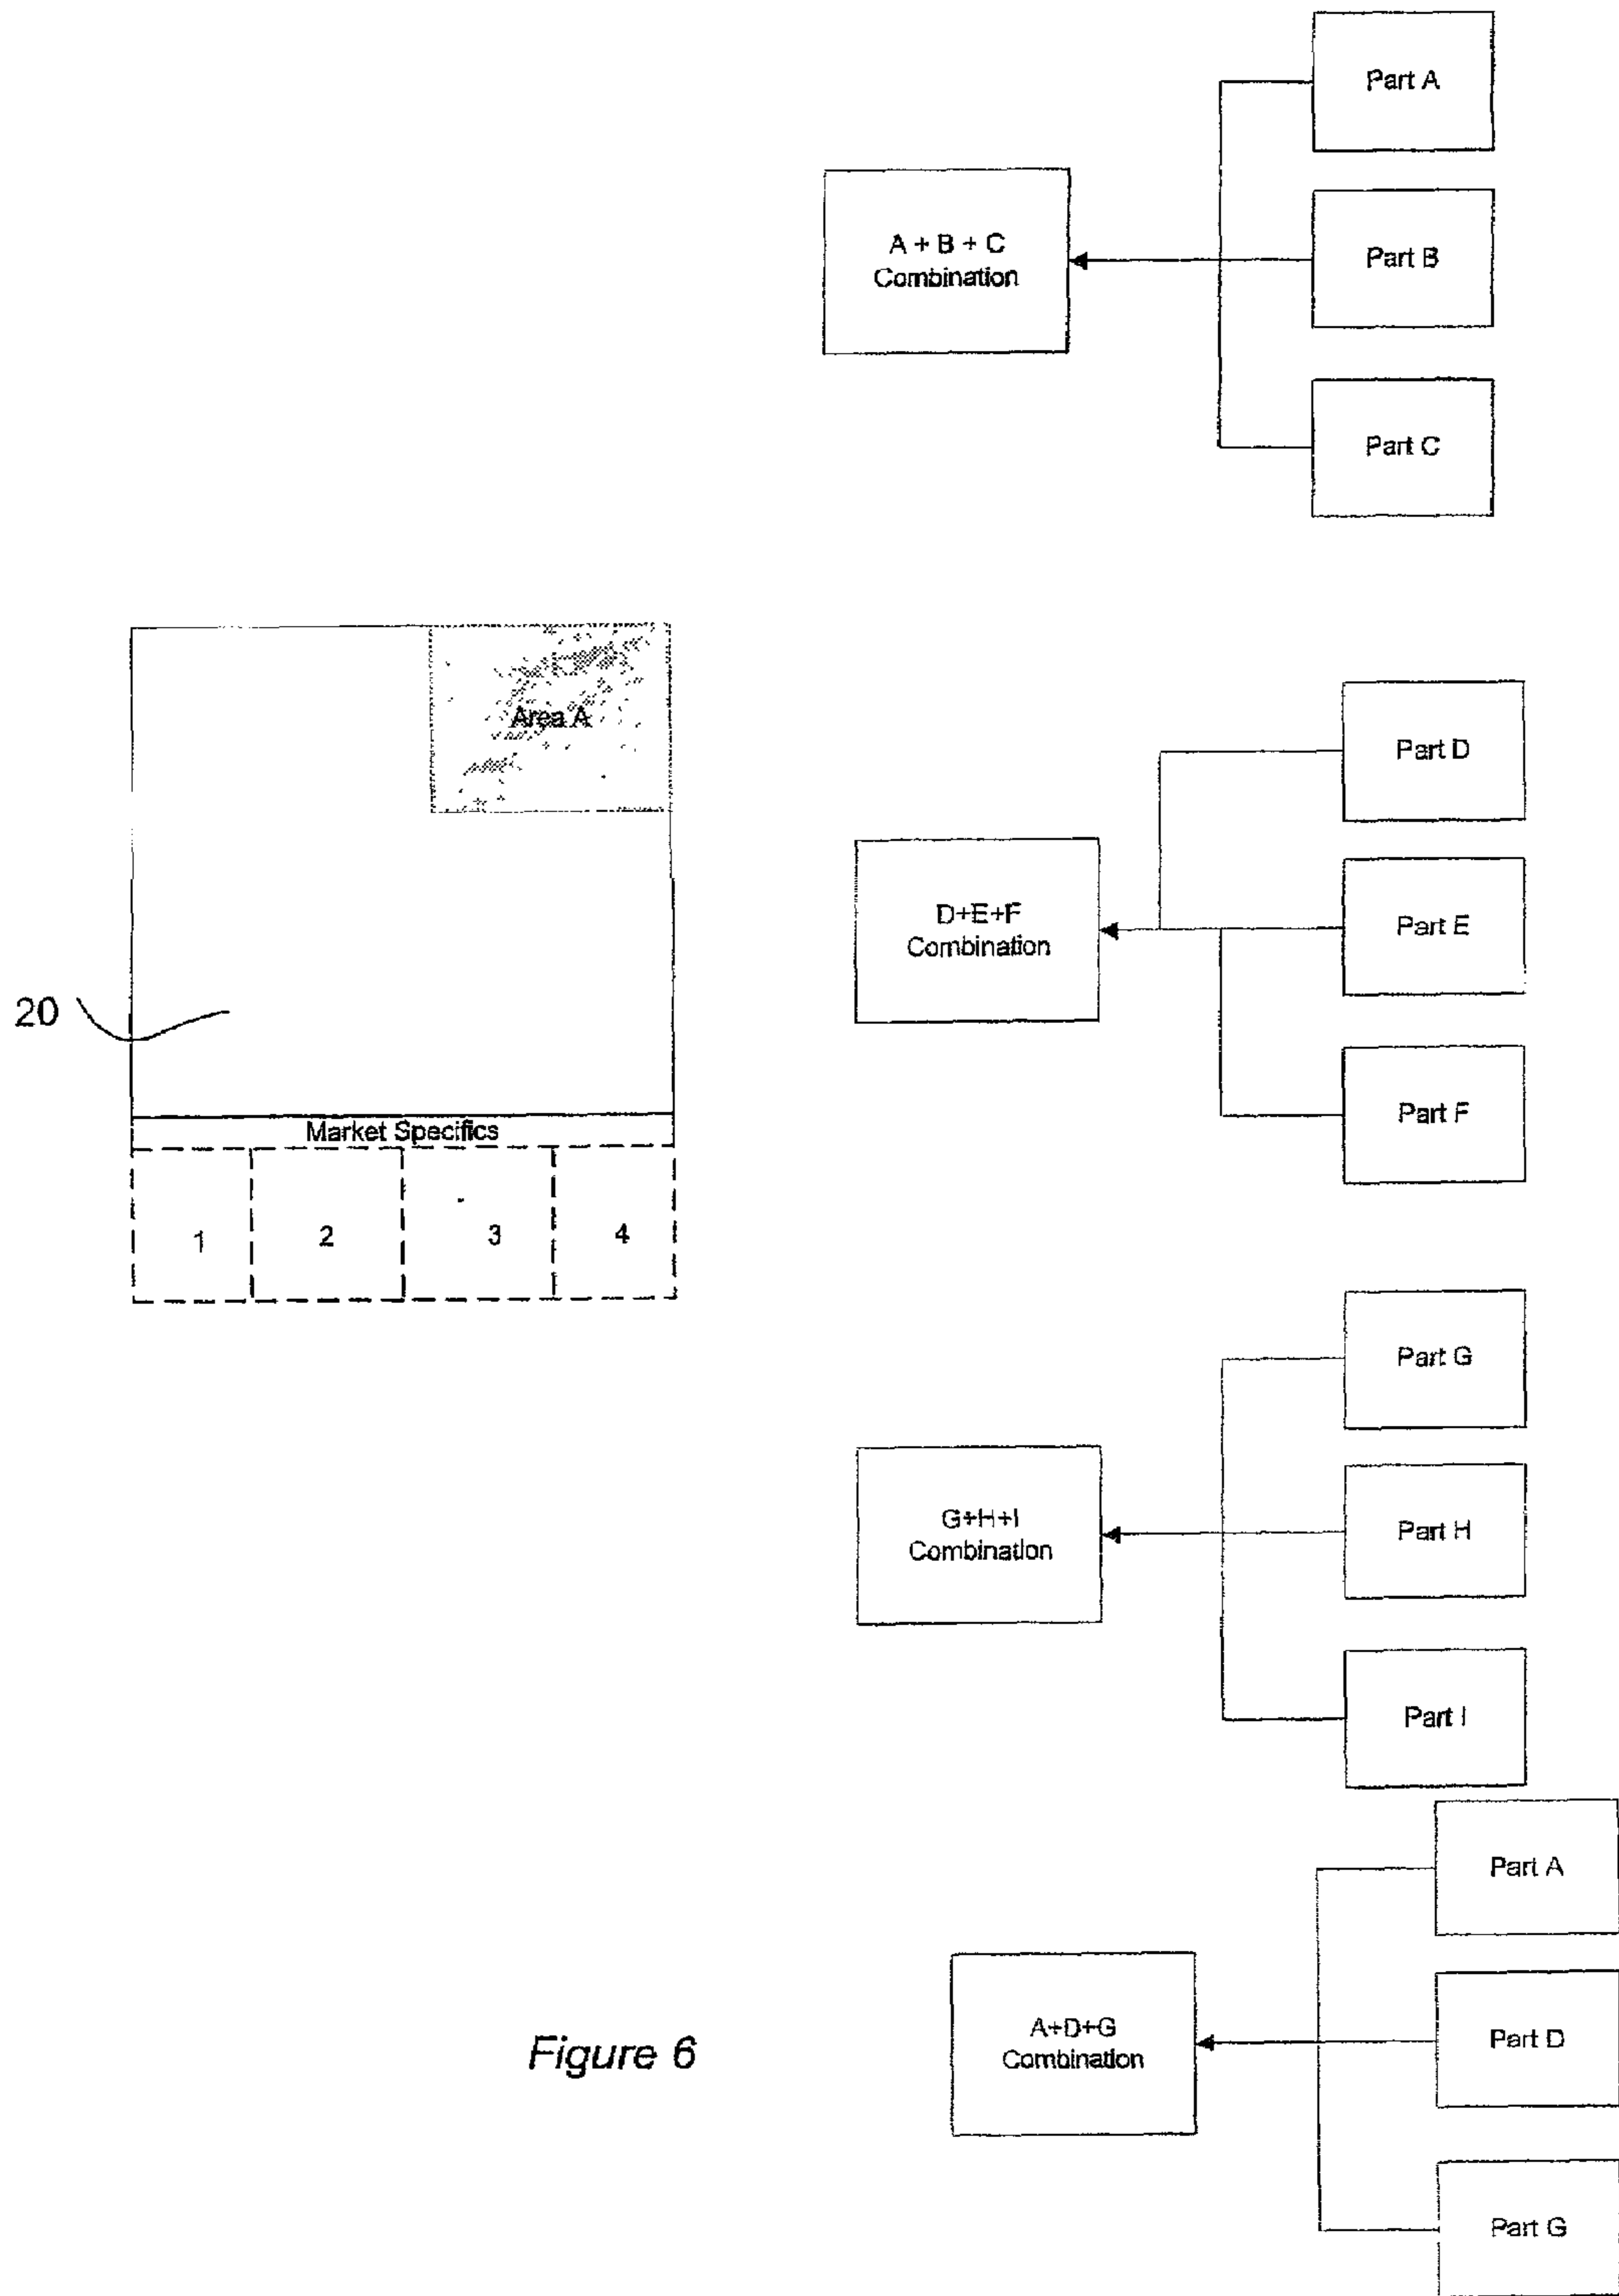 Part A
A + B + C
Combination
Part B
Part C
Area A
Part D
D+E+F
Combination
Part E
Part F
20
Market Specifics
1
2
3
4
Part G
G+H+I
Combination
Part H
Part I
Part A
A+D+G
Combination
Part D
Part G
Figure 6